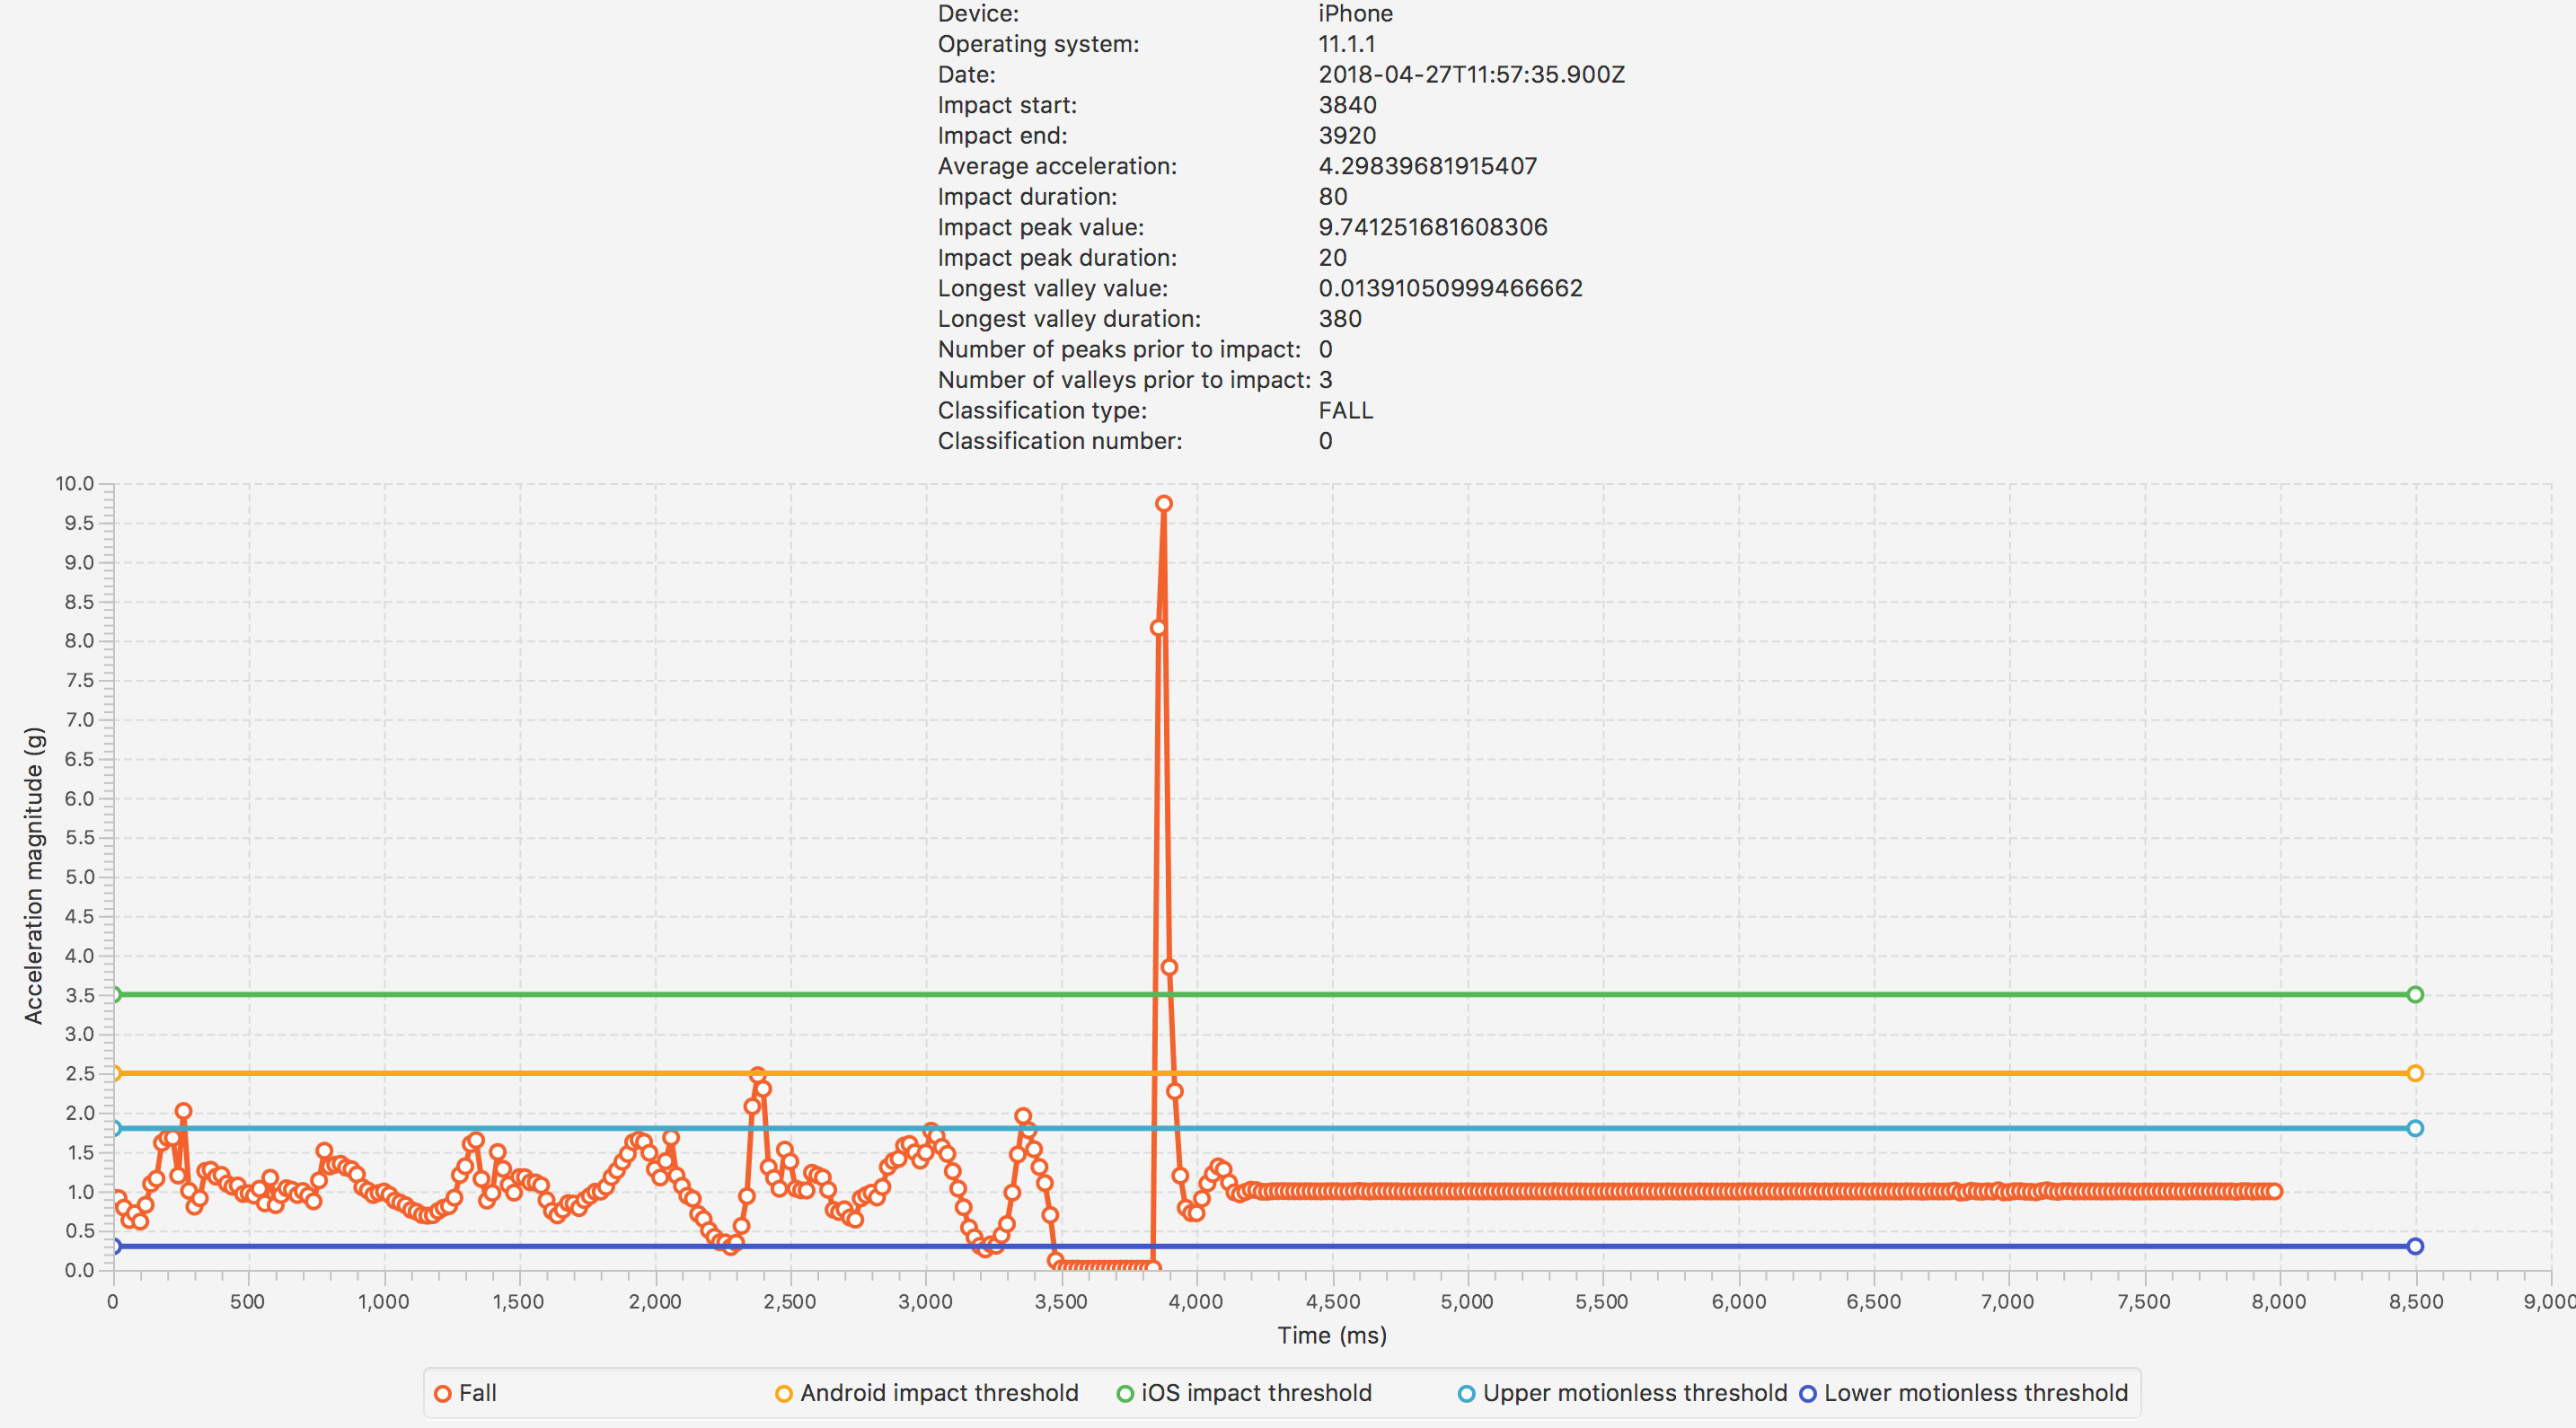 Device: iPhone
Operating system: 11.1.1
Date: 2018-04-27T11:57:35.900Z
Impact start: 3840
Impact end: 3920
Average acceleration: 4.29839681915407
Impact duration: 80
Impact peak value: 9.741251681608306
Impact peak duration: 20
Longest valley value: 0.01391050999466662
Longest valley duration: 380
Number of peaks prior to impact: 0
Number of valleys prior to impact: 3
Classification type: FALL
Classification number: 0
Acceleration magnitude (g)
10.0
9.5
9.0
8.5
8.0
7.5
7.0
6.5
6.0
5.5
5.0
4.5
4.0
3.5
3.0
2.5
2.0
1.5
1.0
0.5
0.0
0 500 1,000 1,500 2,000 2,500 3,000 3,500 4,000 4,500 5,000 5,500 6,000 6,500 7,000 7,500 8,000 8,500 9,000
Time (ms)
Fall Android impact threshold iOS impact threshold Upper motionless threshold Lower motionless threshold